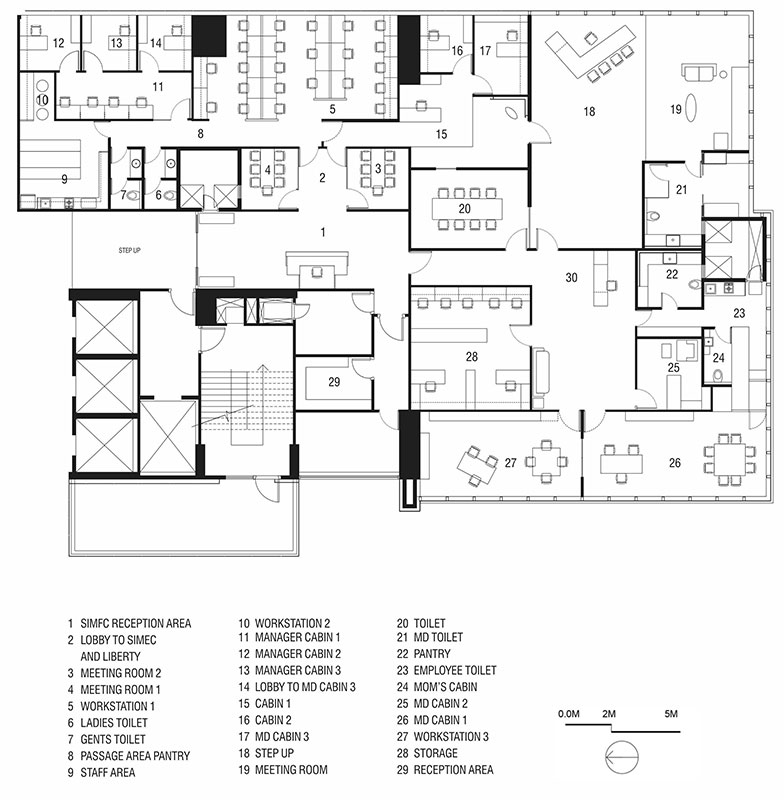 12
13
14
16
17
10
11
5
18
19
8
15
9
7
6
4
2
3
20
21
STEP UP
1
30
22
23
28
24
29
25
27
26
1 SIMFC RECEPTION AREA
2 LOBBY TO SIMEC
AND LIBERTY
3 MEETING ROOM 2
4 MEETING ROOM 1
5 WORKSTATION 1
6 LADIES TOILET
7 GENTS TOILET
8 PASSAGE AREA PANTRY
9 STAFF AREA
10 WORKSTATION 2
11 MANAGER CABIN 1
12 MANAGER CABIN 2
13 MANAGER CABIN 3
14 LOBBY TO MD CABIN 3
15 CABIN 1
16 CABIN 2
17 MD CABIN 3
18 STEP UP
19 MEETING ROOM
20 TOILET
21 MD TOILET
22 PANTRY
23 EMPLOYEE TOILET
24 MOM'S CABIN
25 MD CABIN 2
26 MD CABIN 1
27 WORKSTATION 3
28 STORAGE
29 RECEPTION AREA
0.0M 2M 5M